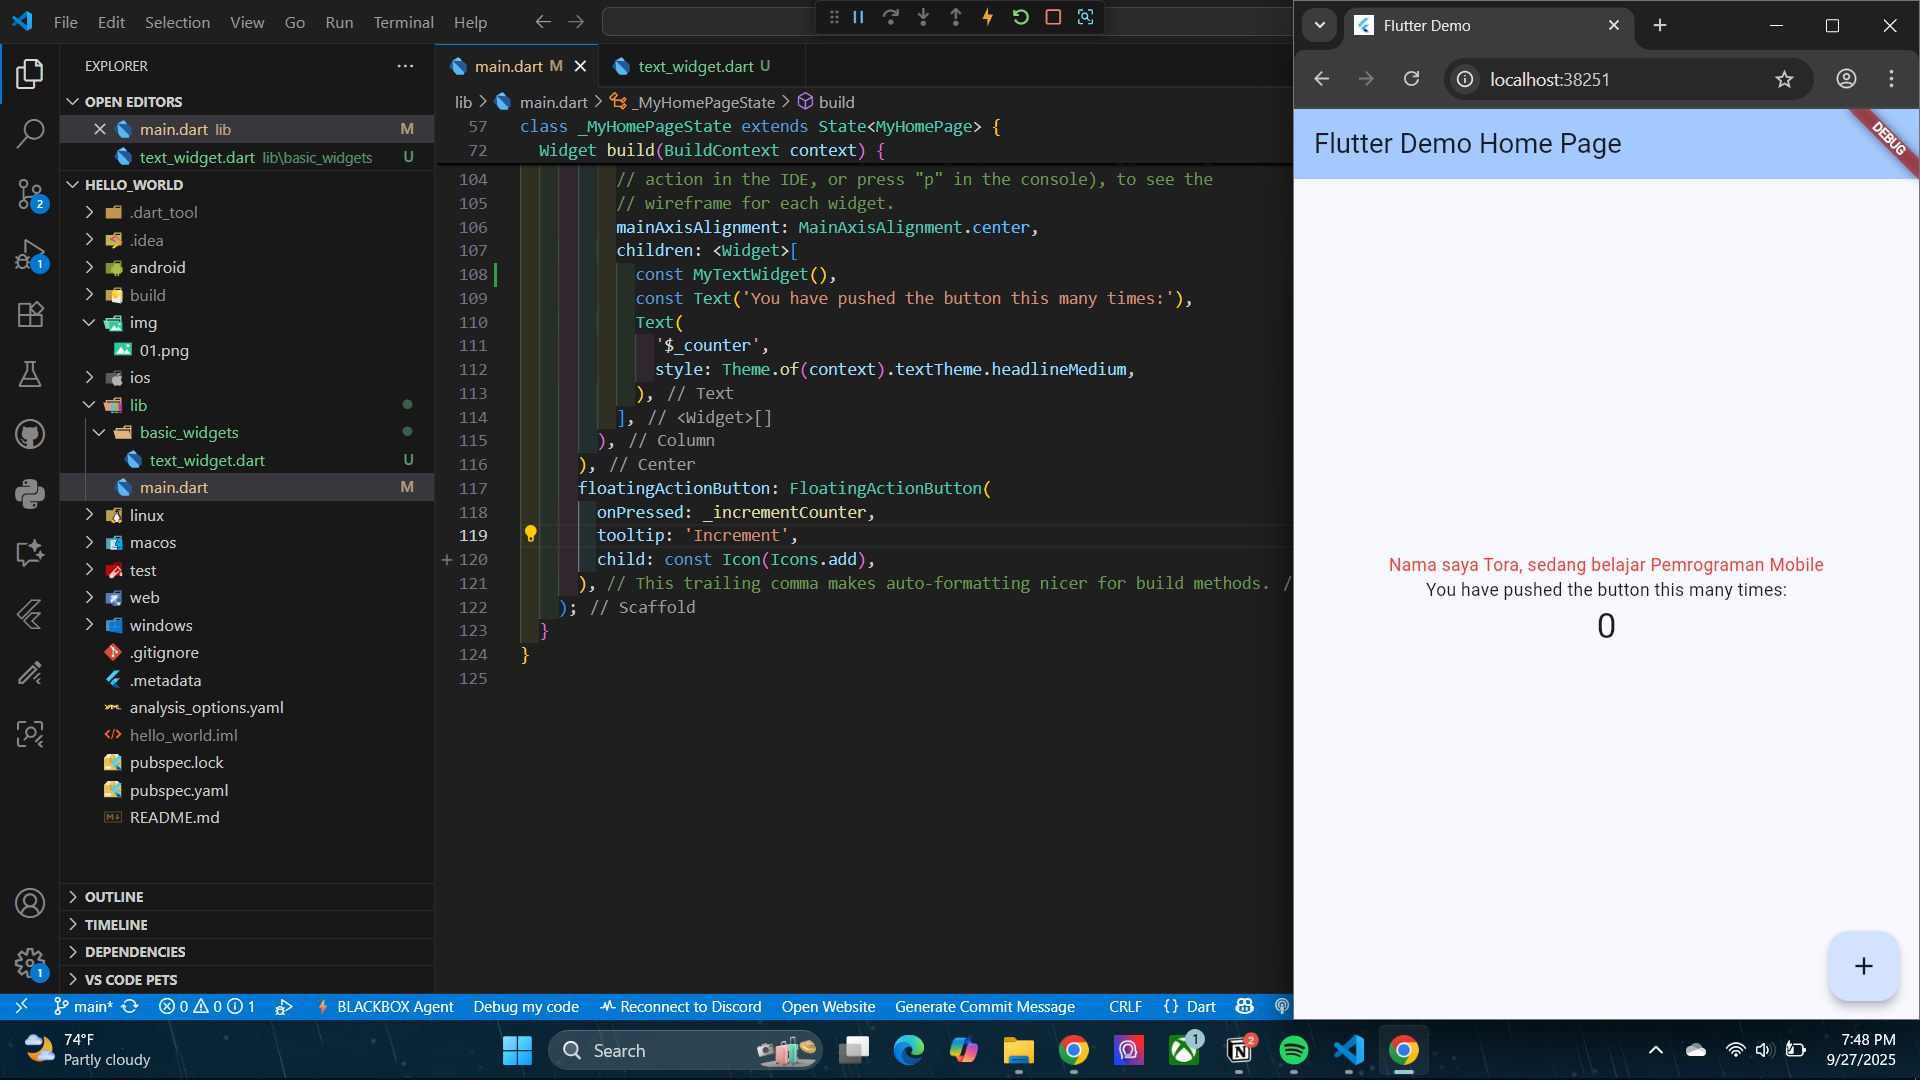 File Edit Selection View Go Run Terminal Help
EXPLORER
OPEN EDITORS
main.dart lib M
text_widget.dart lib\basic_widgets U
HELLO_WORLD
.dart_tool
.idea
android
build
img
01.png
ios
lib
basic_widgets
text_widget.dart U
main.dart M
linux
macos
test
web
windows
.gitignore
.metadata
analysis_options.yaml
hello_world.iml
pubspec.lock
pubspec.yaml
README.md
OUTLINE
TIMELINE
DEPENDENCIES
VS CODE PETS
2
1
1
main.dart M
text_widget.dart U
lib > main.dart > _MyHomePageState > build
57 class _MyHomePageState extends State<MyHomePage> {
72 Widget build(BuildContext context) {
104 // action in the IDE, or press "p" in the console), to see the
105 // wireframe for each widget.
106 mainAxisAlignment: MainAxisAlignment.center,
107 children: <Widget>[
108 const MyTextWidget(),
109 const Text('You have pushed the button this many times:'),
110 Text(
111 '$_counter',
112 style: Theme.of(context).textTheme.headlineMedium,
113 ), // Text
114 ], // <Widget>[]
115 ), // Column
116 ), // Center
117 floatingActionButton: FloatingActionButton(
118 onPressed: _incrementCounter,
119 tooltip: 'Increment',
120 child: const Icon(Icons.add),
121 ), // This trailing comma makes auto-formatting nicer for build methods. /
122 ); // Scaffold
123 }
124 }
125
main* 0 0 1 BLACKBOX Agent Debug my code Reconnect to Discord Open Website Generate Commit Message CRLF {} Dart
Flutter Demo
localhost:38251
Flutter Demo Home Page
DEBUG
Nama saya Tora, sedang belajar Pemrograman Mobile
You have pushed the button this many times:
0
+
74°F
Partly cloudy
Search
1
2
7:48 PM
9/27/2025